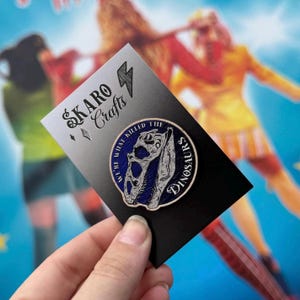 SKARO
Crafts
WE'RE WHAT KILLED THE
DINOSAURS